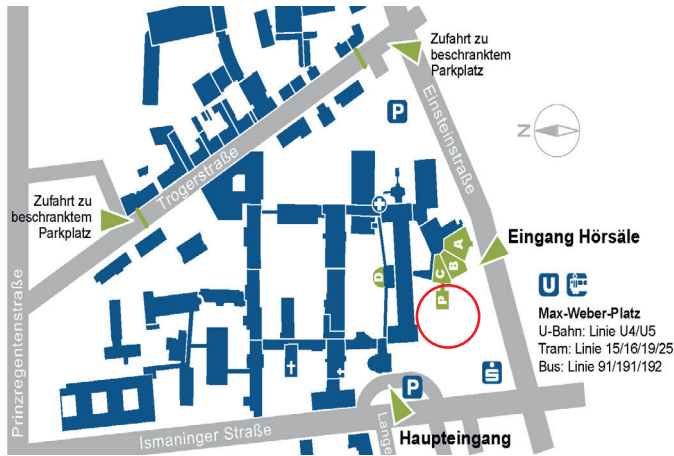 Zufahrt zu
beschranktem
Parkplatz
P
Einsteinstraße
N
Trogerstraße
Zufahrt zu
beschranktem
Parkplatz
Prinzregentenstraße
A
B
C
D
P
Eingang Hörsäle
U
Max-Weber-Platz
U-Bahn: Linie U4/U5
Tram: Linie 15/16/19/25
Bus: Linie 91/191/192
S
P
Ismaninger Straße
Lange
Haupteingang